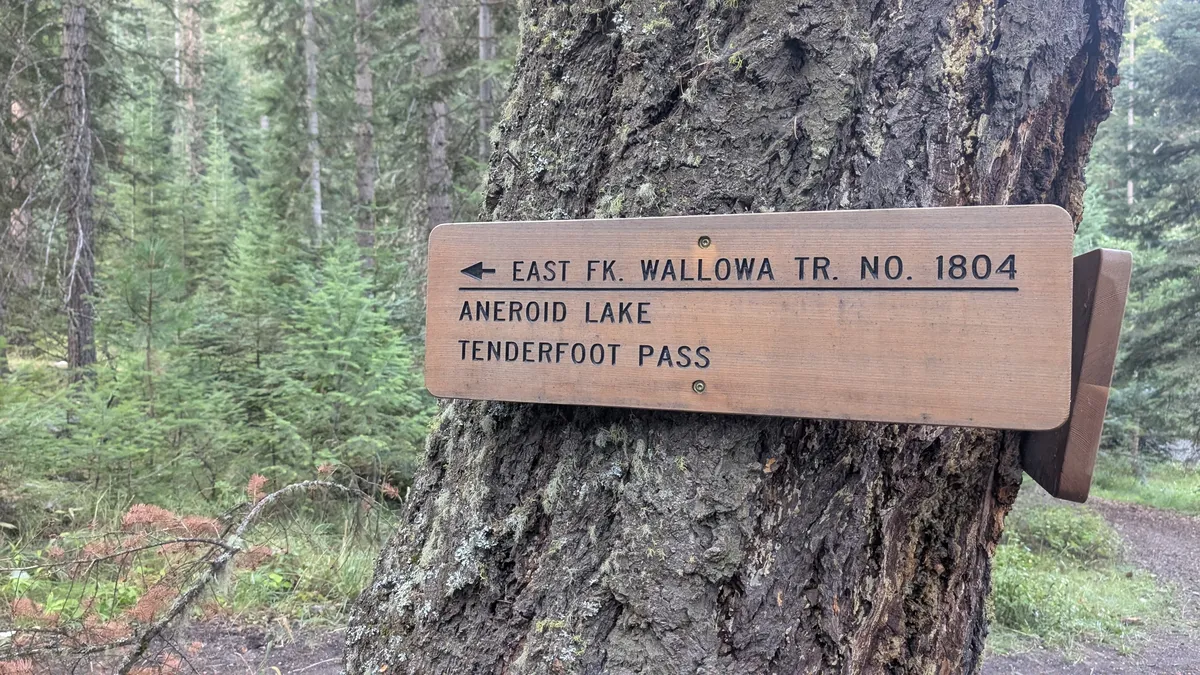 ← EAST FK. WALLOWA TR. NO. 1804
ANEROID LAKE
TENDERFOOT PASS